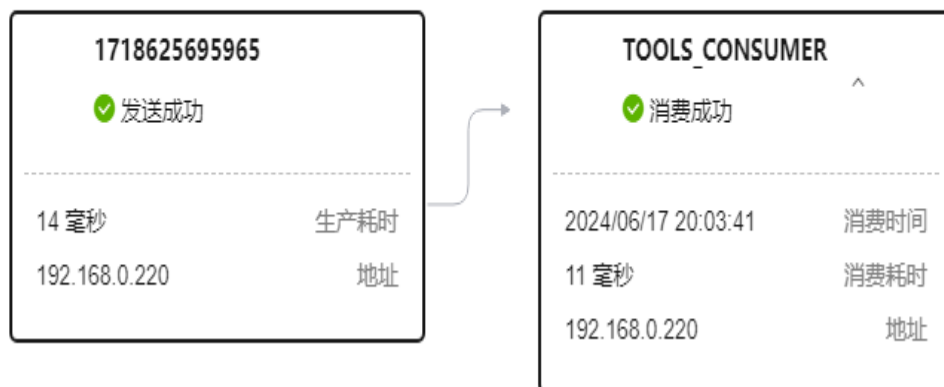 1718625695965
发送成功
14 毫秒 生产耗时
192.168.0.220 地址
TOOLS_CONSUMER
消费成功
2024/06/17 20:03:41 消费时间
11 毫秒 消费耗时
192.168.0.220 地址